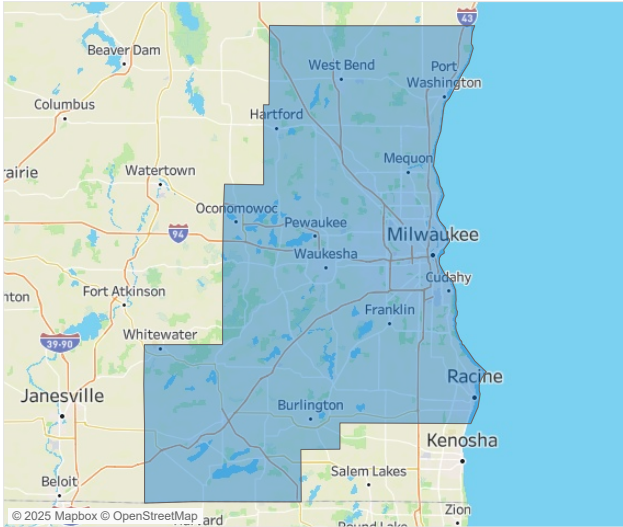 43
Beaver Dam
West Bend
Port
Washington
Columbus
Hartford
rairie
Watertown
Mequon
Oconomowoc
94
Pewaukee
Milwaukee
Waukesha
Cudahy
nton
Fort Atkinson
Franklin
Whitewater
39-90
Racine
Janesville
Burlington
Kenosha
Salem Lakes
Beloit
Zion
© 2025 Mapbox © OpenStreetMap